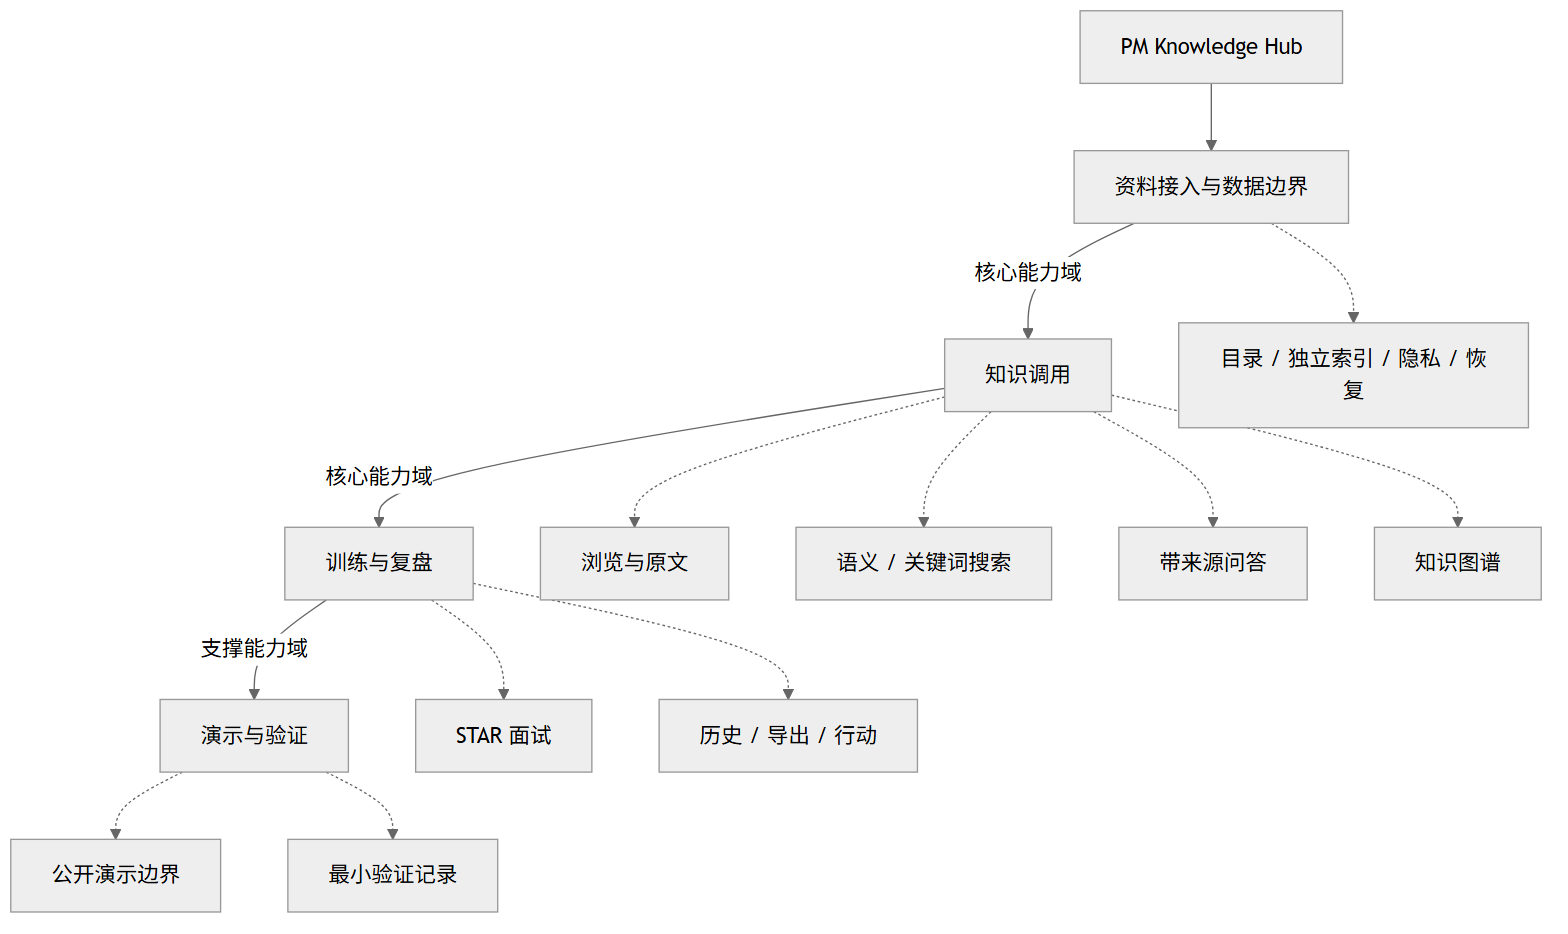 PM Knowledge Hub
资料接入与数据边界
核心能力域
目录 / 独立索引 / 隐私 / 恢
复
知识调用
核心能力域
训练与复盘
浏览与原文
语义 / 关键词搜索
带来源问答
知识图谱
支撑能力域
演示与验证
STAR 面试
历史 / 导出 / 行动
公开演示边界
最小验证记录